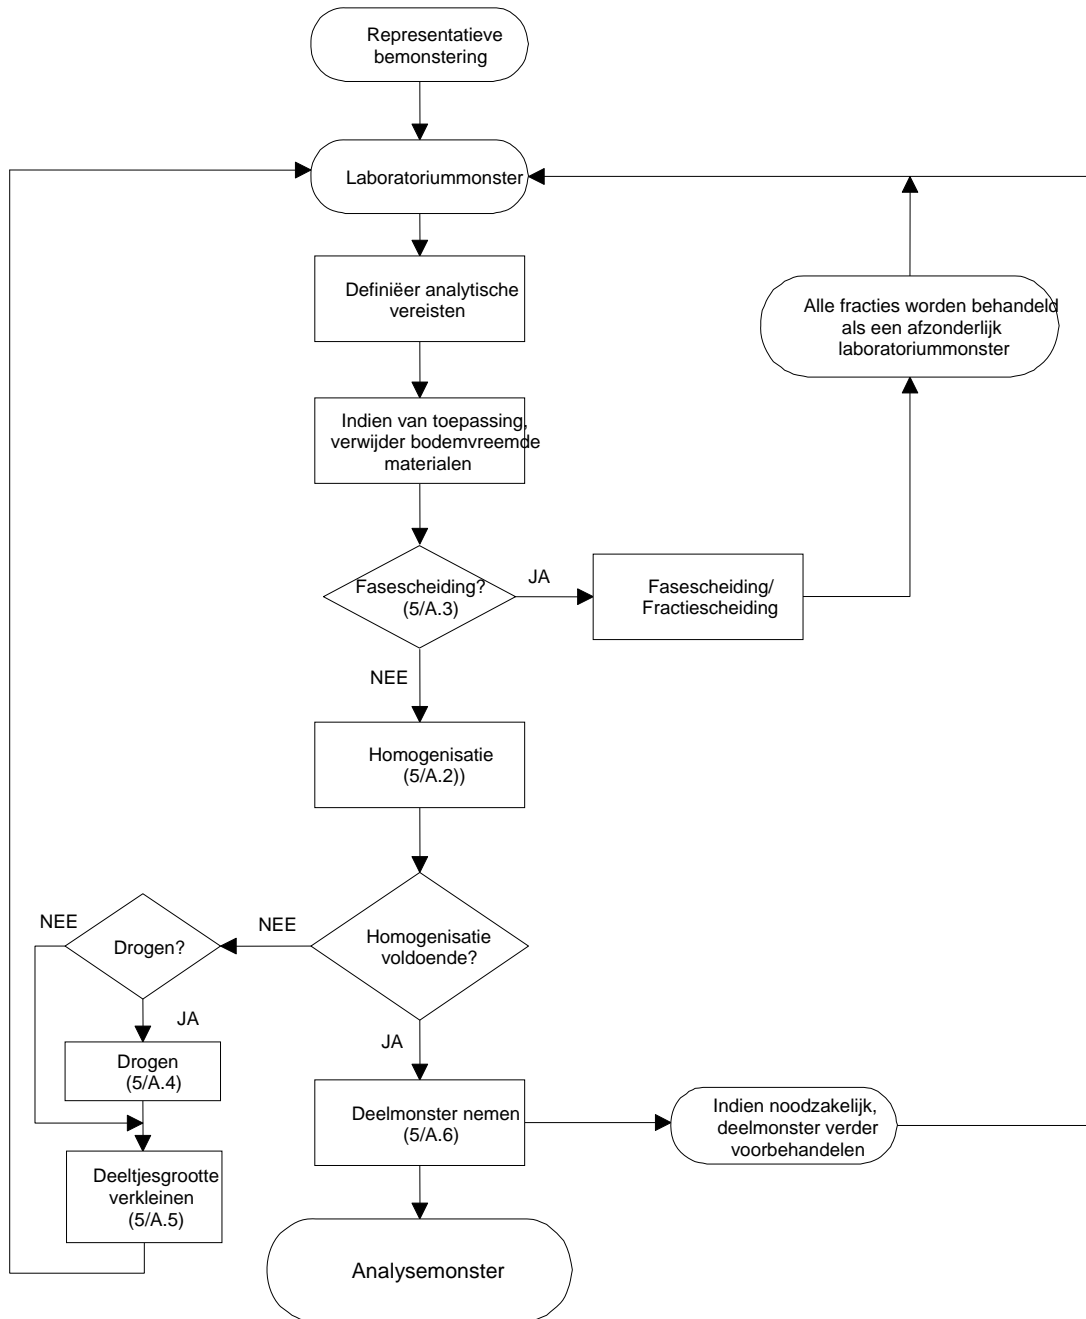 Representatieve
bemonstering
Laboratoriummonster
Definiëer analytische
vereisten
Alle fracties worden behandeld
als een afzonderlijk
laboratoriummonster
Indien van toepassing,
verwijder bodemvreemde
materialen
Fasescheiding?
(5/A.3)
JA
Fasescheiding/
Fractiescheiding
NEE
Homogenisatie
(5/A.2))
Homogenisatie
voldoende?
NEE
Drogen?
NEE
JA
Drogen
(5/A.4)
Deeltjesgrootte
verkleinen
(5/A.5)
JA
Deelmonster nemen
(5/A.6)
Indien noodzakelijk,
deelmonster verder
voorbehandelen
Analysemonster